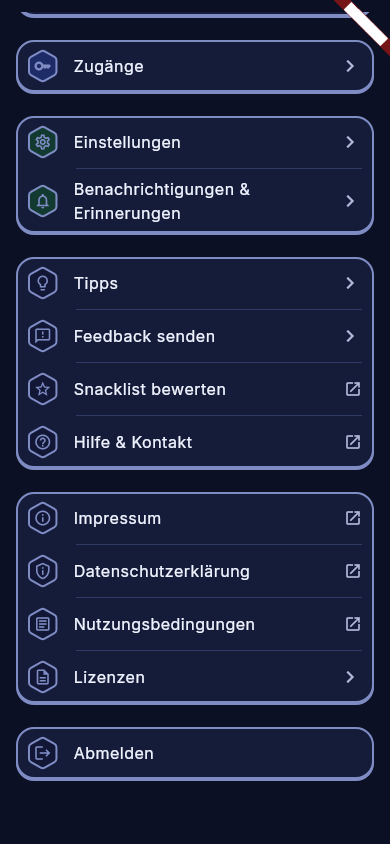 Zugänge
Einstellungen
Benachrichtigungen &
Erinnerungen
Tipps
Feedback senden
Snacklist bewerten
Hilfe & Kontakt
Impressum
Datenschutzerklärung
Nutzungsbedingungen
Lizenzen
Abmelden